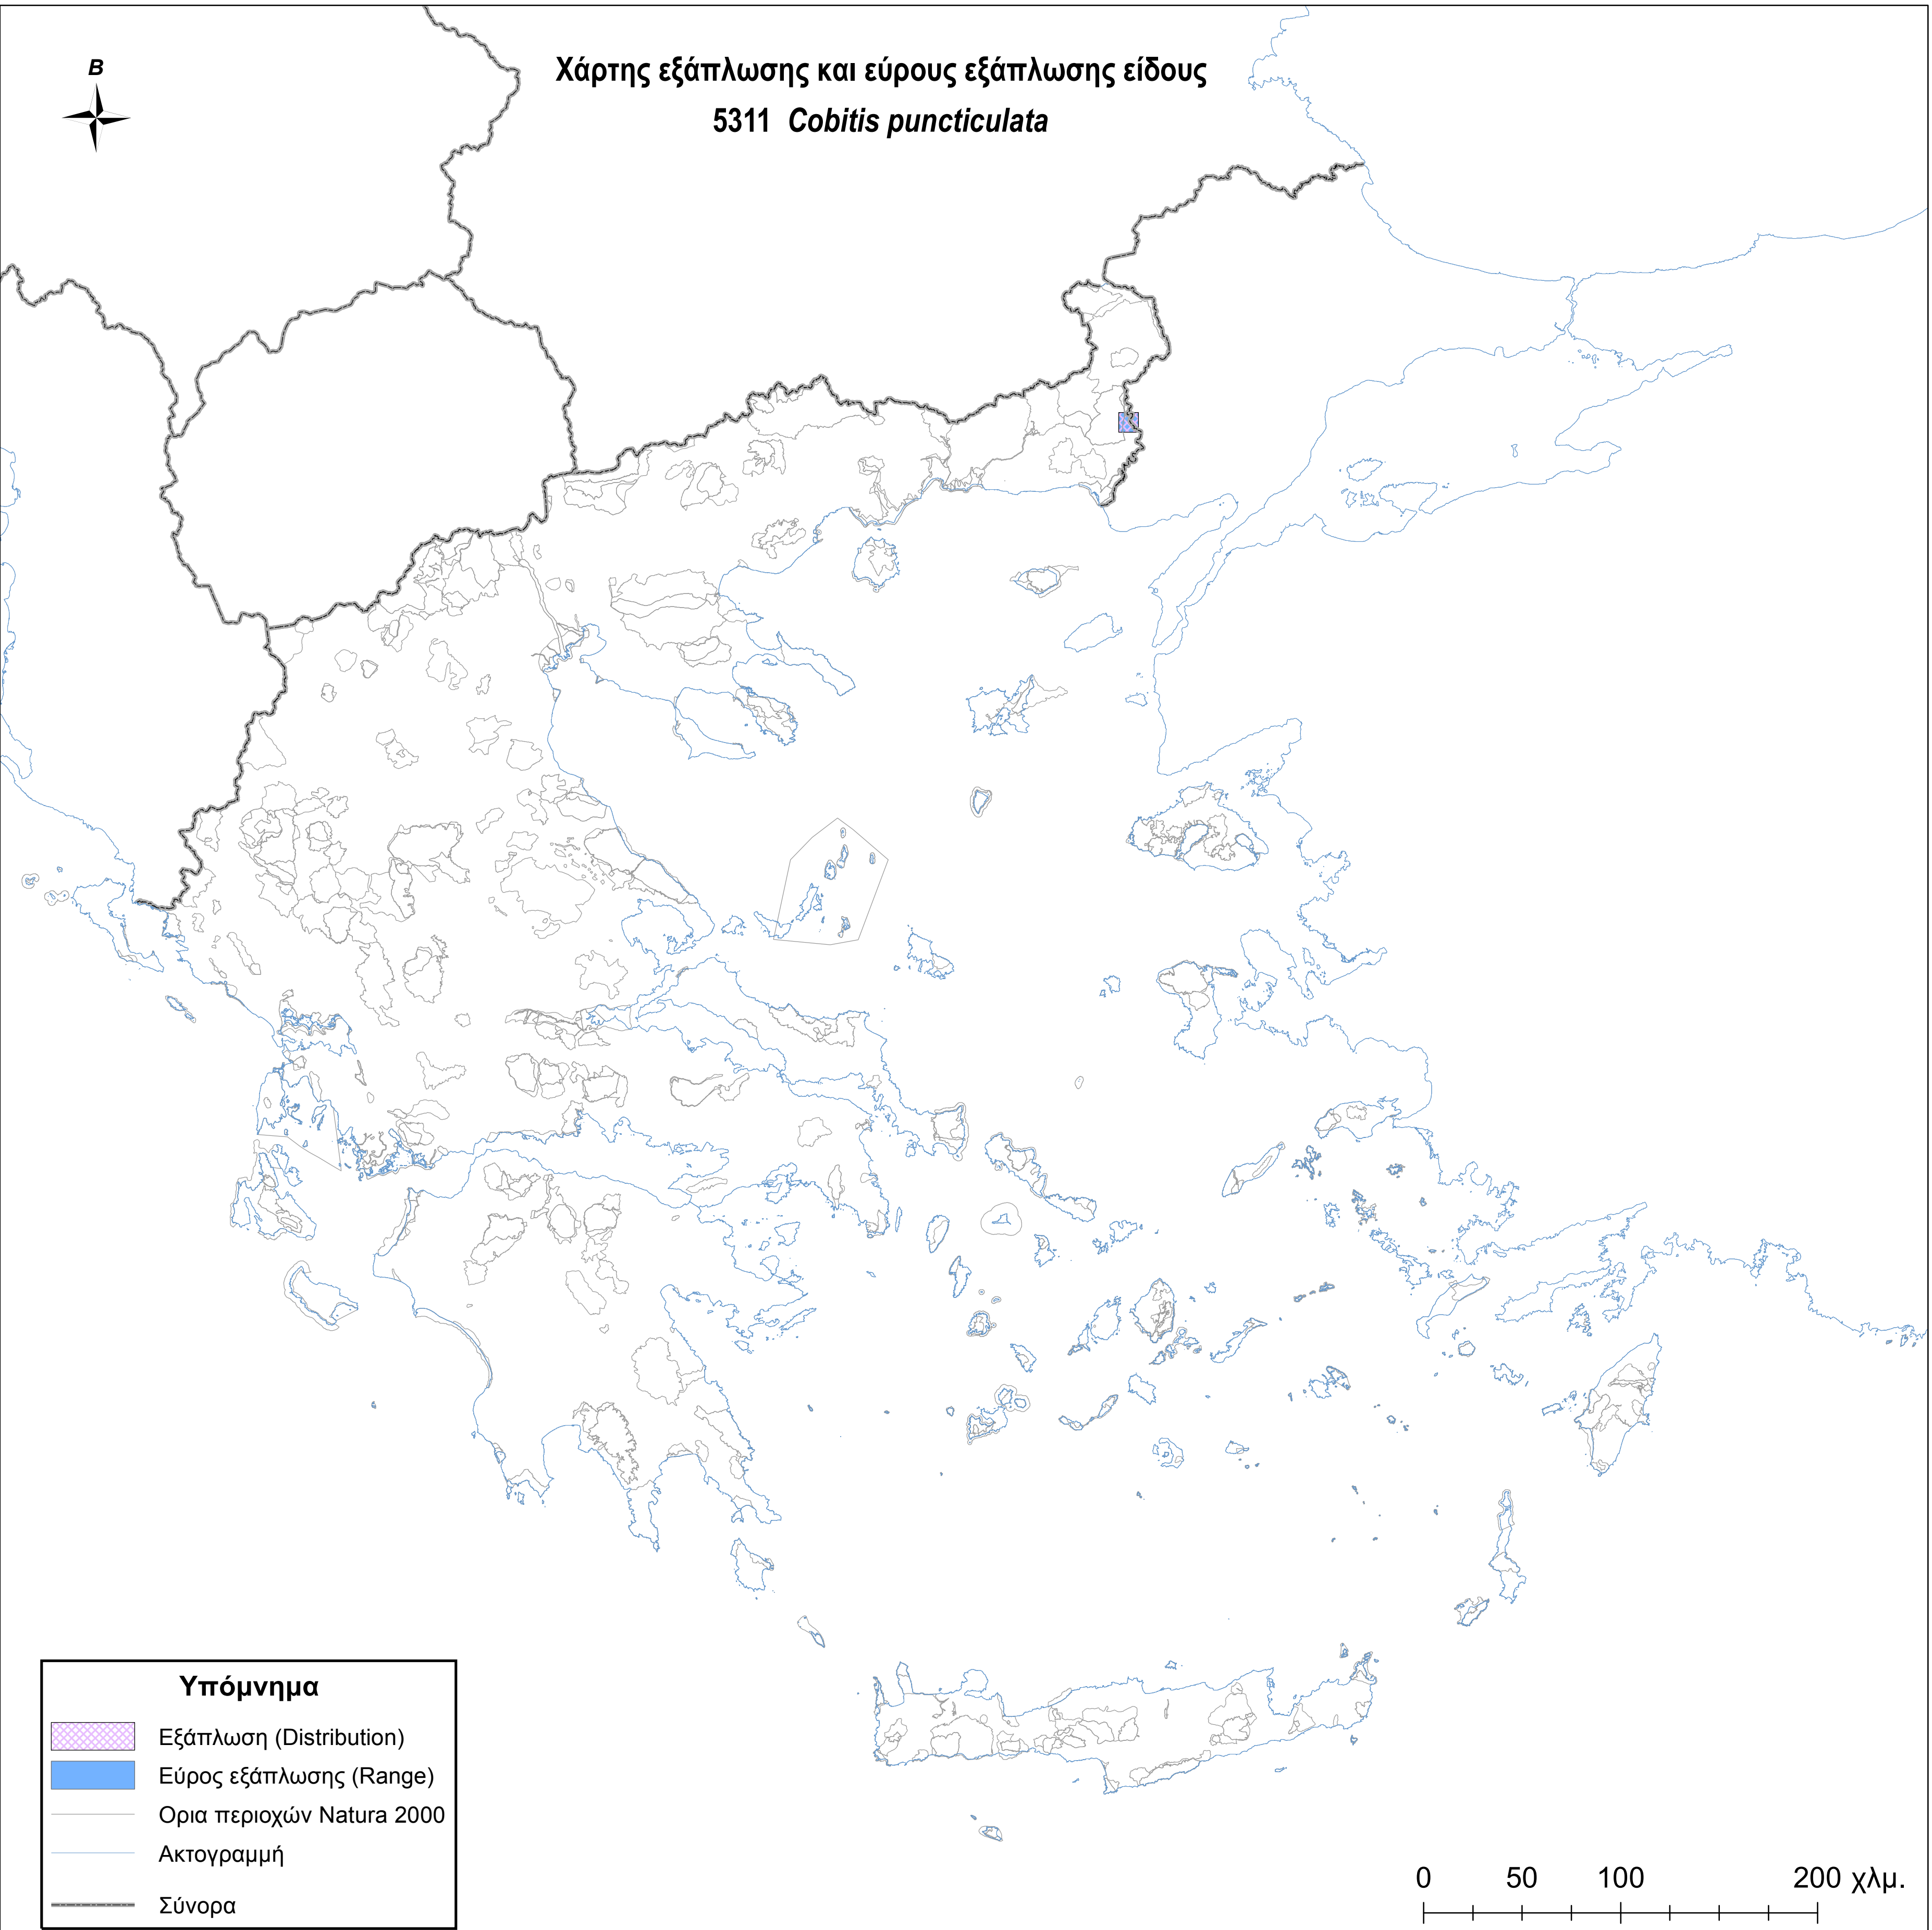 B
Χάρτης εξάπλωσης και εύρους εξάπλωσης είδους
5311 Cobitis puncticulata
Υπόμνημα
Εξάπλωση (Distribution)
Εύρος εξάπλωσης (Range)
Ορια περιοχών Natura 2000
Ακτογραμμή
Σύνορα
0 50 100 200 χλμ.